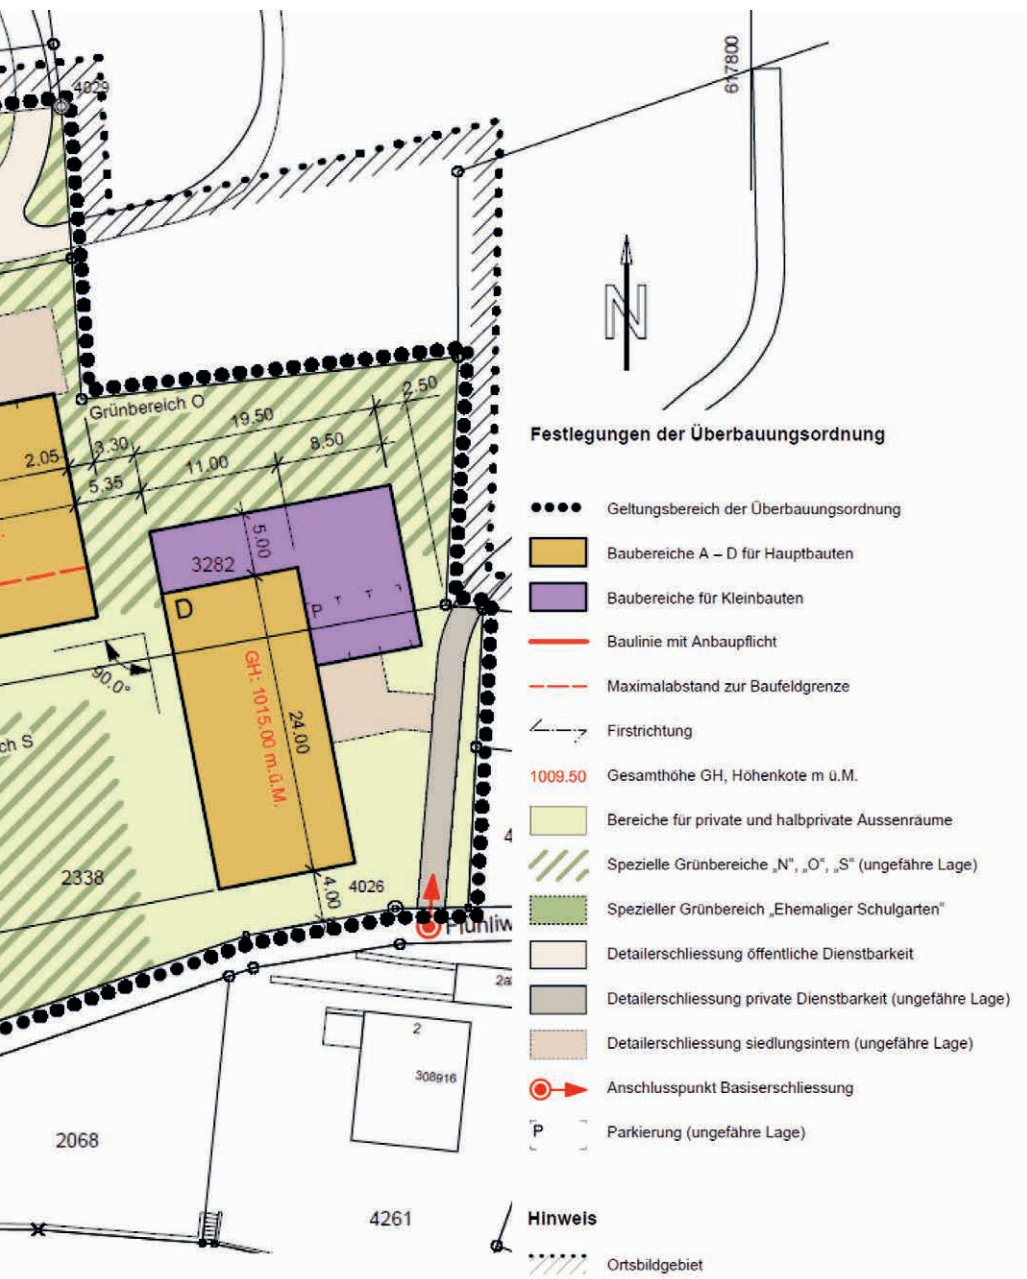 617800
4029
Grünbereich O
2.50
19.50
3.30
8.50
2.05
11.00
5.35
5.00
3282
D
P
90.0°
GH: 1015.00 m.ü.M.
24.00
ch S
2338
4.00
4026
4
Flühliw
2a
2
308916
2068
4261
N
Festlegungen der Überbauungsordnung
Geltungsbereich der Überbauungsordnung
Baubereiche A – D für Hauptbauten
Baubereiche für Kleinbauten
Baulinie mit Anbaupflicht
Maximalabstand zur Baufeldgrenze
Firstrichtung
1009.50 Gesamthöhe GH, Höhenkote m ü.M.
Bereiche für private und halbprivate Aussenräume
Spezielle Grünbereiche „N", „O", „S" (ungefähre Lage)
Spezieller Grünbereich „Ehemaliger Schulgarten"
Detailerschliessung öffentliche Dienstbarkeit
Detailerschliessung private Dienstbarkeit (ungefähre Lage)
Detailerschliessung siedlungsintern (ungefähre Lage)
Anschlusspunkt Basiserschliessung
P Parkierung (ungefähre Lage)
Hinweis
Ortsbildgebiet